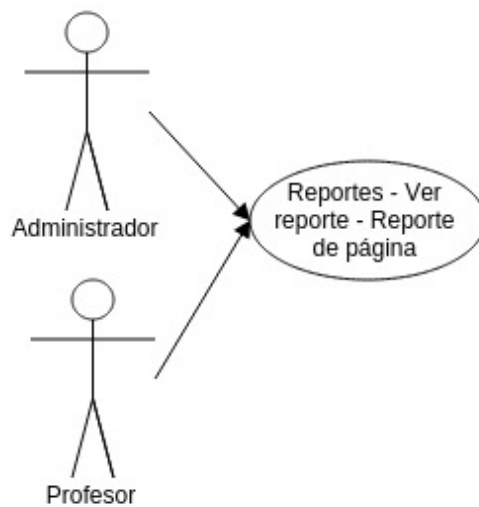 Administrador
Reportes - Ver
reporte - Reporte
de página
Profesor